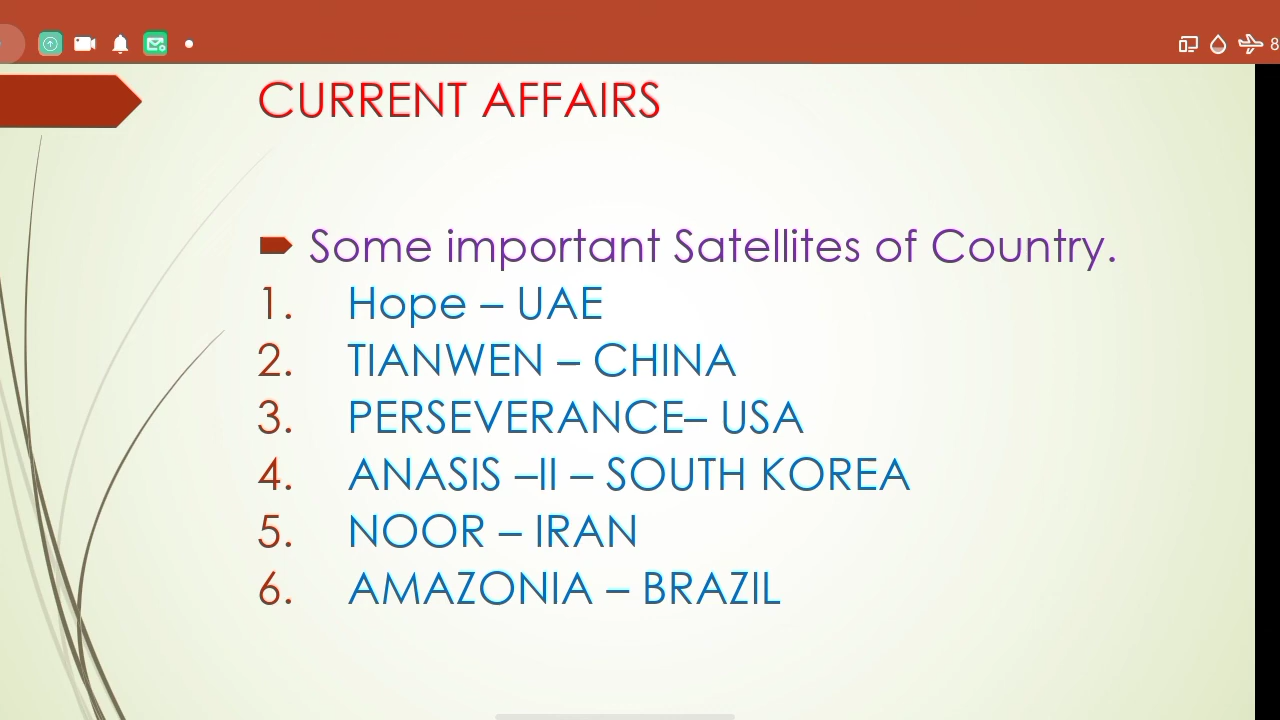 8
CURRENT AFFAIRS
Some important Satellites of Country.
1. Hope – UAE
2. TIANWEN – CHINA
3. PERSEVERANCE– USA
4. ANASIS –II – SOUTH KOREA
5. NOOR – IRAN
6. AMAZONIA – BRAZIL